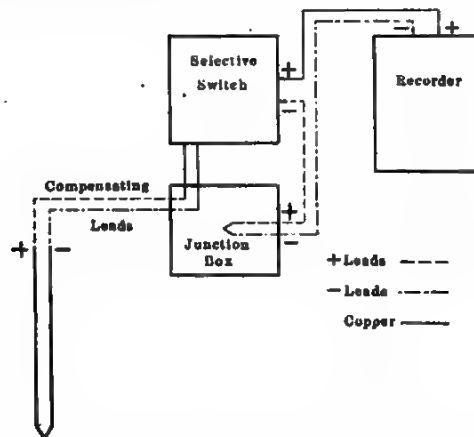 Selective
Switch
+
−
− +
Recorder
Compensating
Leads
+ −
+
−
Junction
Box
+ Leads
− Leads
Copper